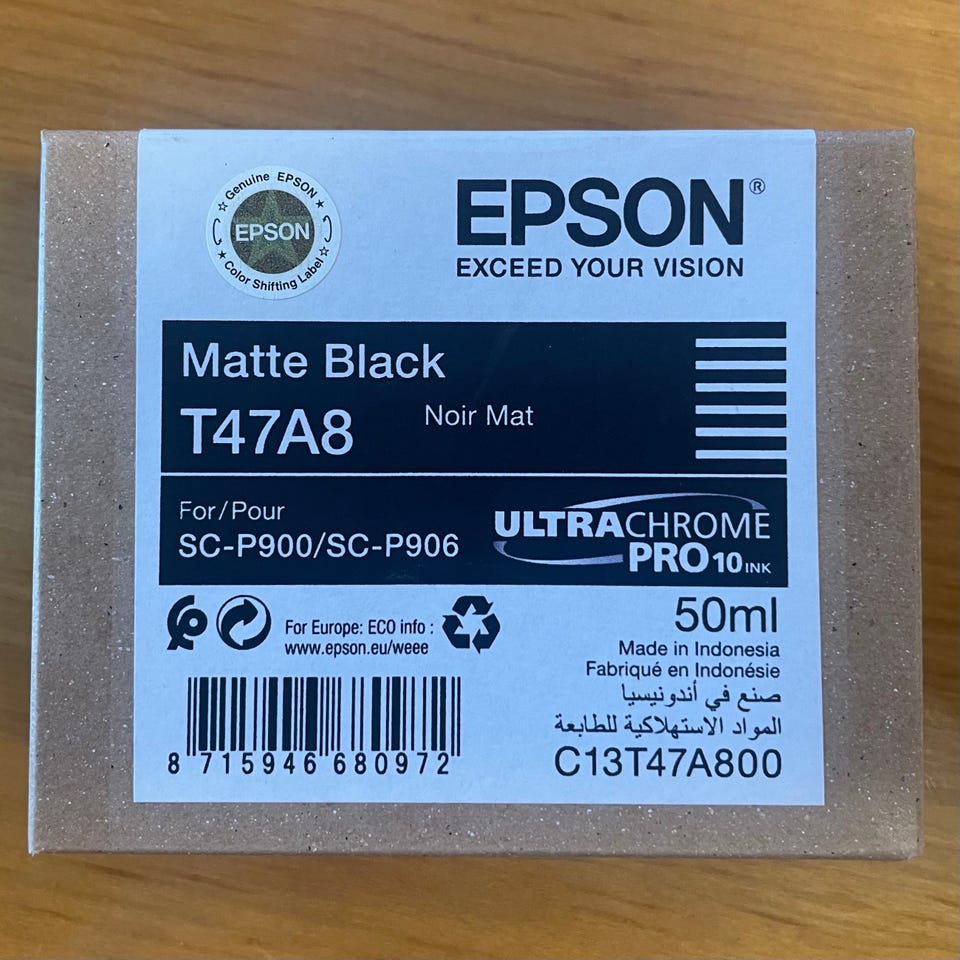 Genuine EPSON
EPSON
Color Shifting Label
EPSON®
EXCEED YOUR VISION
Matte Black
T47A8
Noir Mat
For/Pour
SC-P900/SC-P906
ULTRACHROME
PRO10 INK
For Europe: ECO info :
www.epson.eu/weee
50ml
Made in Indonesia
Fabriqué en Indonésie
صنع في أندونيسيا
المواد الاستهلاكية للطابعة
8 715946 680972
C13T47A800